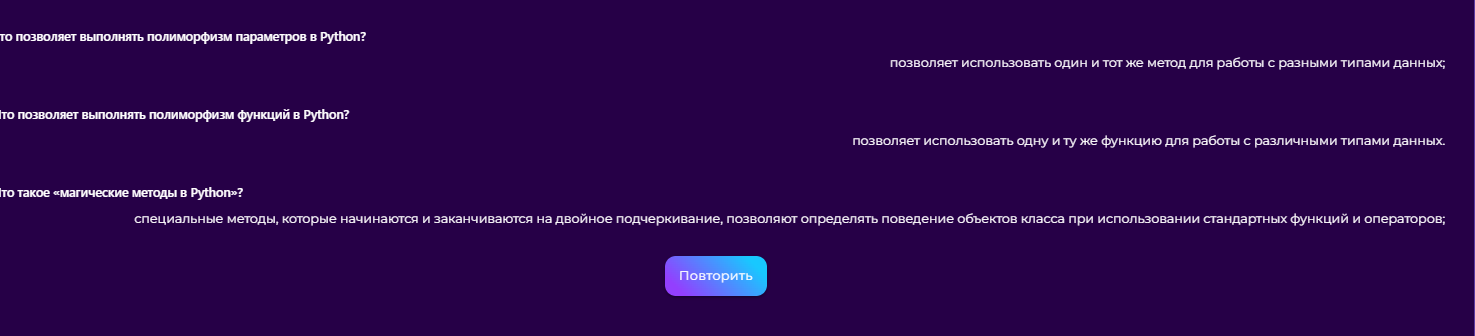 то позволяет выполнять полиморфизм параметров в Python?
позволяет использовать один и тот же метод для работы с разными типами данных;
Что позволяет выполнять полиморфизм функций в Python?
позволяет использовать одну и ту же функцию для работы с различными типами данных.
Что такое «магические методы в Python»?
специальные методы, которые начинаются и заканчиваются на двойное подчеркивание, позволяют определять поведение объектов класса при использовании стандартных функций и операторов;
Повторить